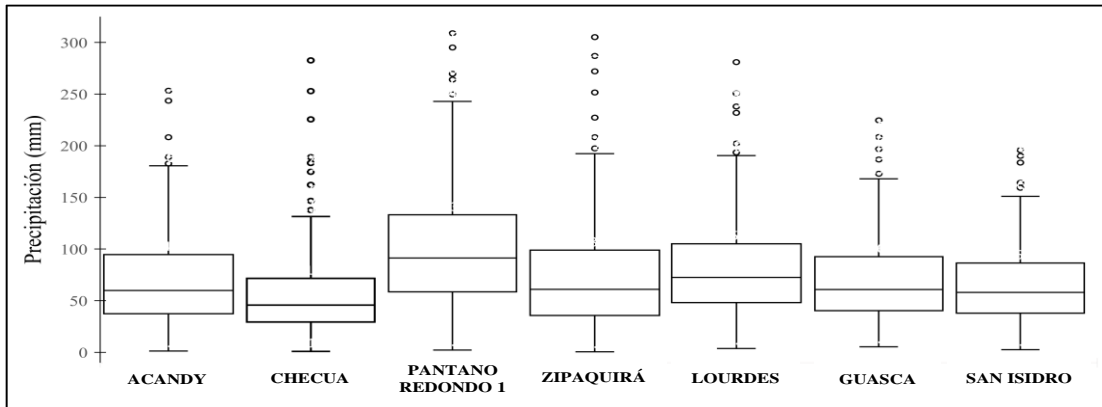 Precipitación (mm)
300
250
200
150
100
50
0
ACANDY
CHECUA
PANTANO
REDONDO 1
ZIPAQUIRÁ
LOURDES
GUASCA
SAN ISIDRO